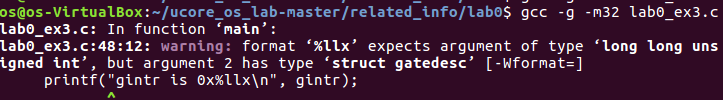 os@os-VirtualBox:~/ucore_os_lab-master/related_info/lab0$ gcc -g -m32 lab0_ex3.c
lab0_ex3.c: In function ‘main’:
lab0_ex3.c:48:12: warning: format ‘%llx’ expects argument of type ‘long long uns
igned int’, but argument 2 has type ‘struct gatedesc’ [-Wformat=]
     printf("gintr is 0x%llx\n", gintr);
            ^